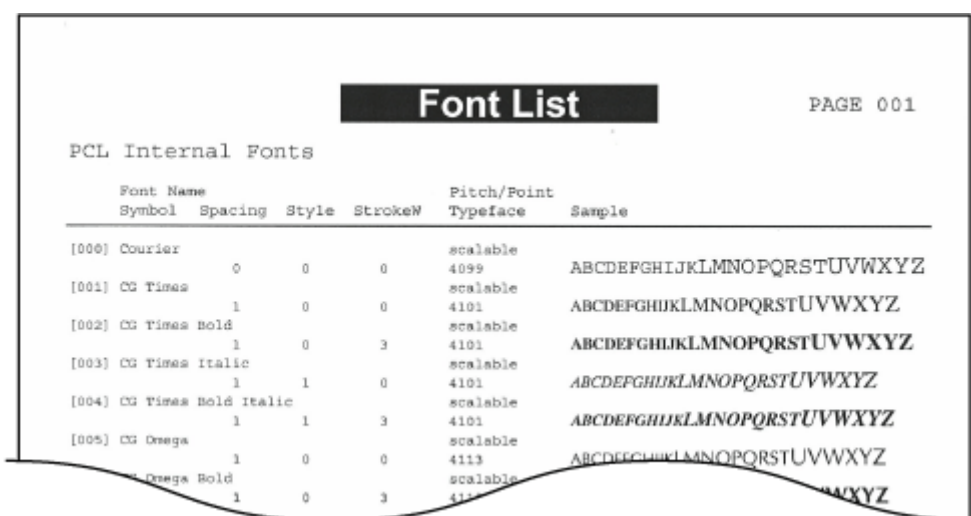 Font List PAGE 001
PCL Internal Fonts
Font Name Pitch/Point
Symbol Spacing Style StrokeW Typeface Sample
[000] Courier scalable
0 0 0 4099 ABCDEFGHIJKLMNOPQRSTUVWXYZ
[001] CG Times scalable
1 0 0 4101 ABCDEFGHIJKLMNOPQRSTUVWXYZ
[002] CG Times Bold scalable
1 0 3 4101 ABCDEFGHIJKLMNOPQRSTUVWXYZ
[003] CG Times Italic scalable
1 1 0 4101 ABCDEFGHIJKLMNOPQRSTUVWXYZ
[004] CG Times Bold Italic scalable
1 1 3 4101 ABCDEFGHIJKLMNOPQRSTUVWXYZ
[005] CG Omega scalable
1 0 0 4113 ABCDEFGHIJKLMNOPQRSTUVWXYZ
Omega Bold scalable
1 0 3 WXYZ